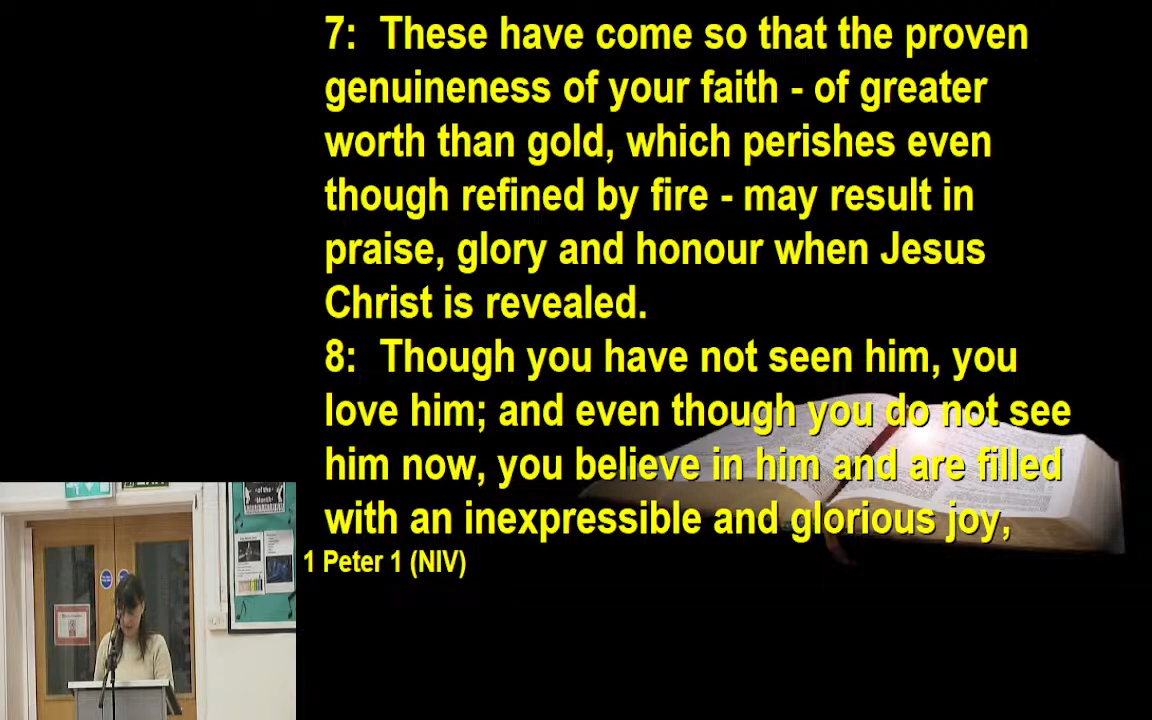 7: These have come so that the proven
genuineness of your faith - of greater
worth than gold, which perishes even
though refined by fire - may result in
praise, glory and honour when Jesus
Christ is revealed.
8: Though you have not seen him, you
love him; and even though you do not see
him now, you believe in him and are filled
with an inexpressible and glorious joy,
1 Peter 1 (NIV)
of the
Month